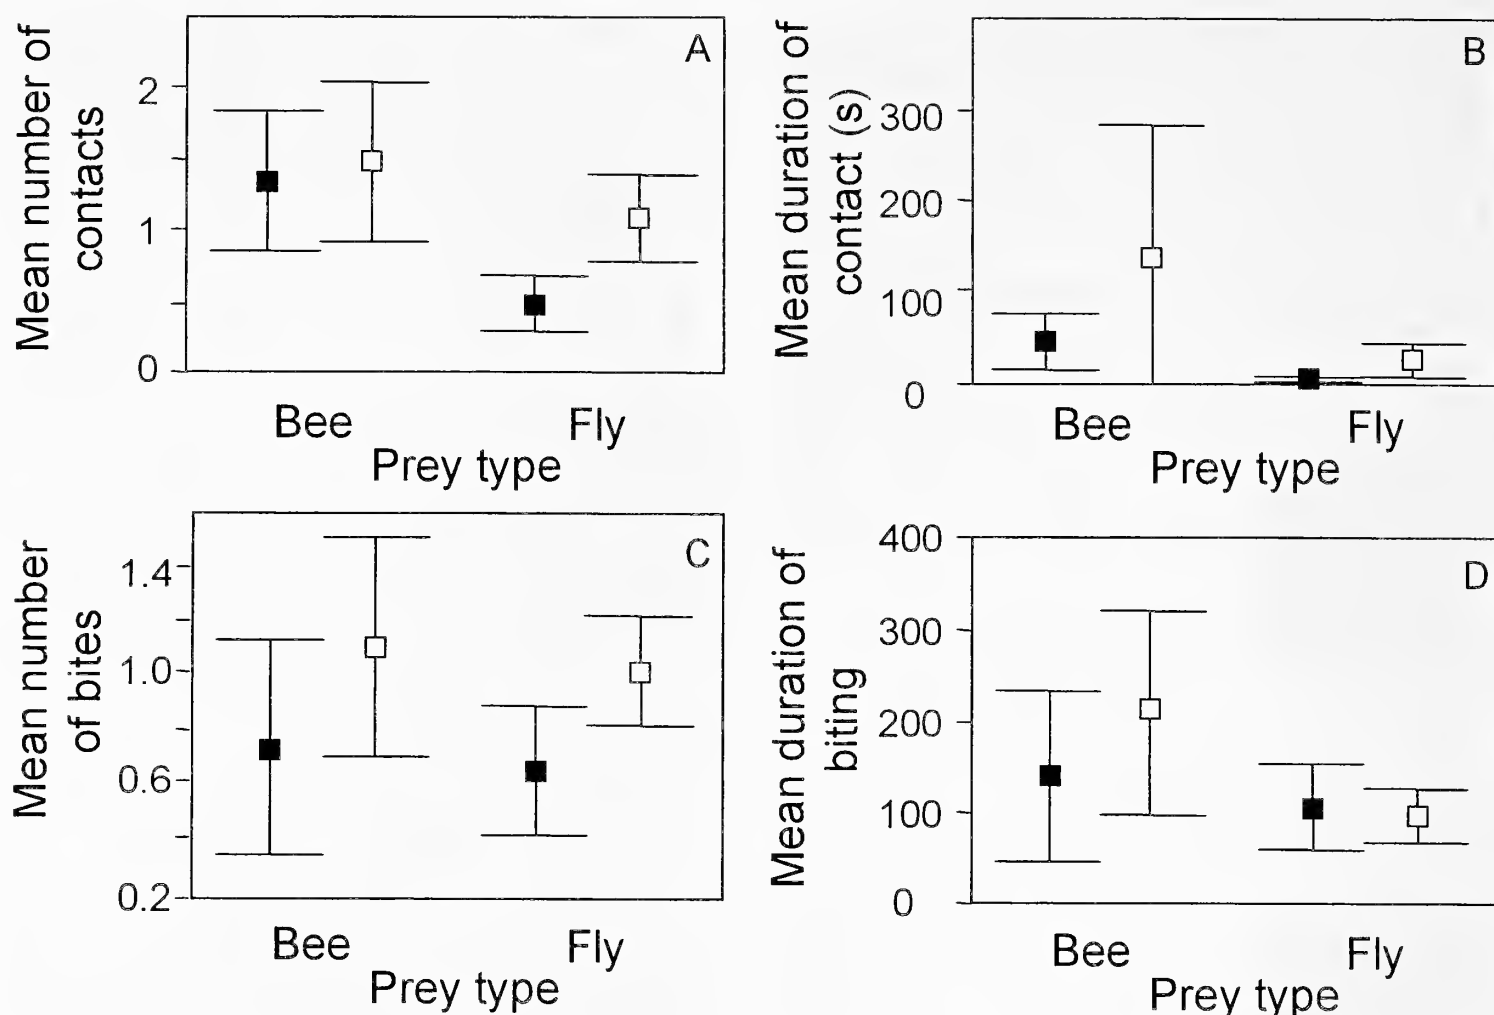 A
Mean number of
contacts
2
1
0
Bee
Fly
Prey type
B
Mean duration of
contact (s)
300
200
100
0
Bee
Fly
Prey type
C
Mean number
of bites
1.4
1.0
0.6
0.2
Bee
Fly
Prey type
D
Mean duration of
biting
400
300
200
100
0
Bee
Fly
Prey type